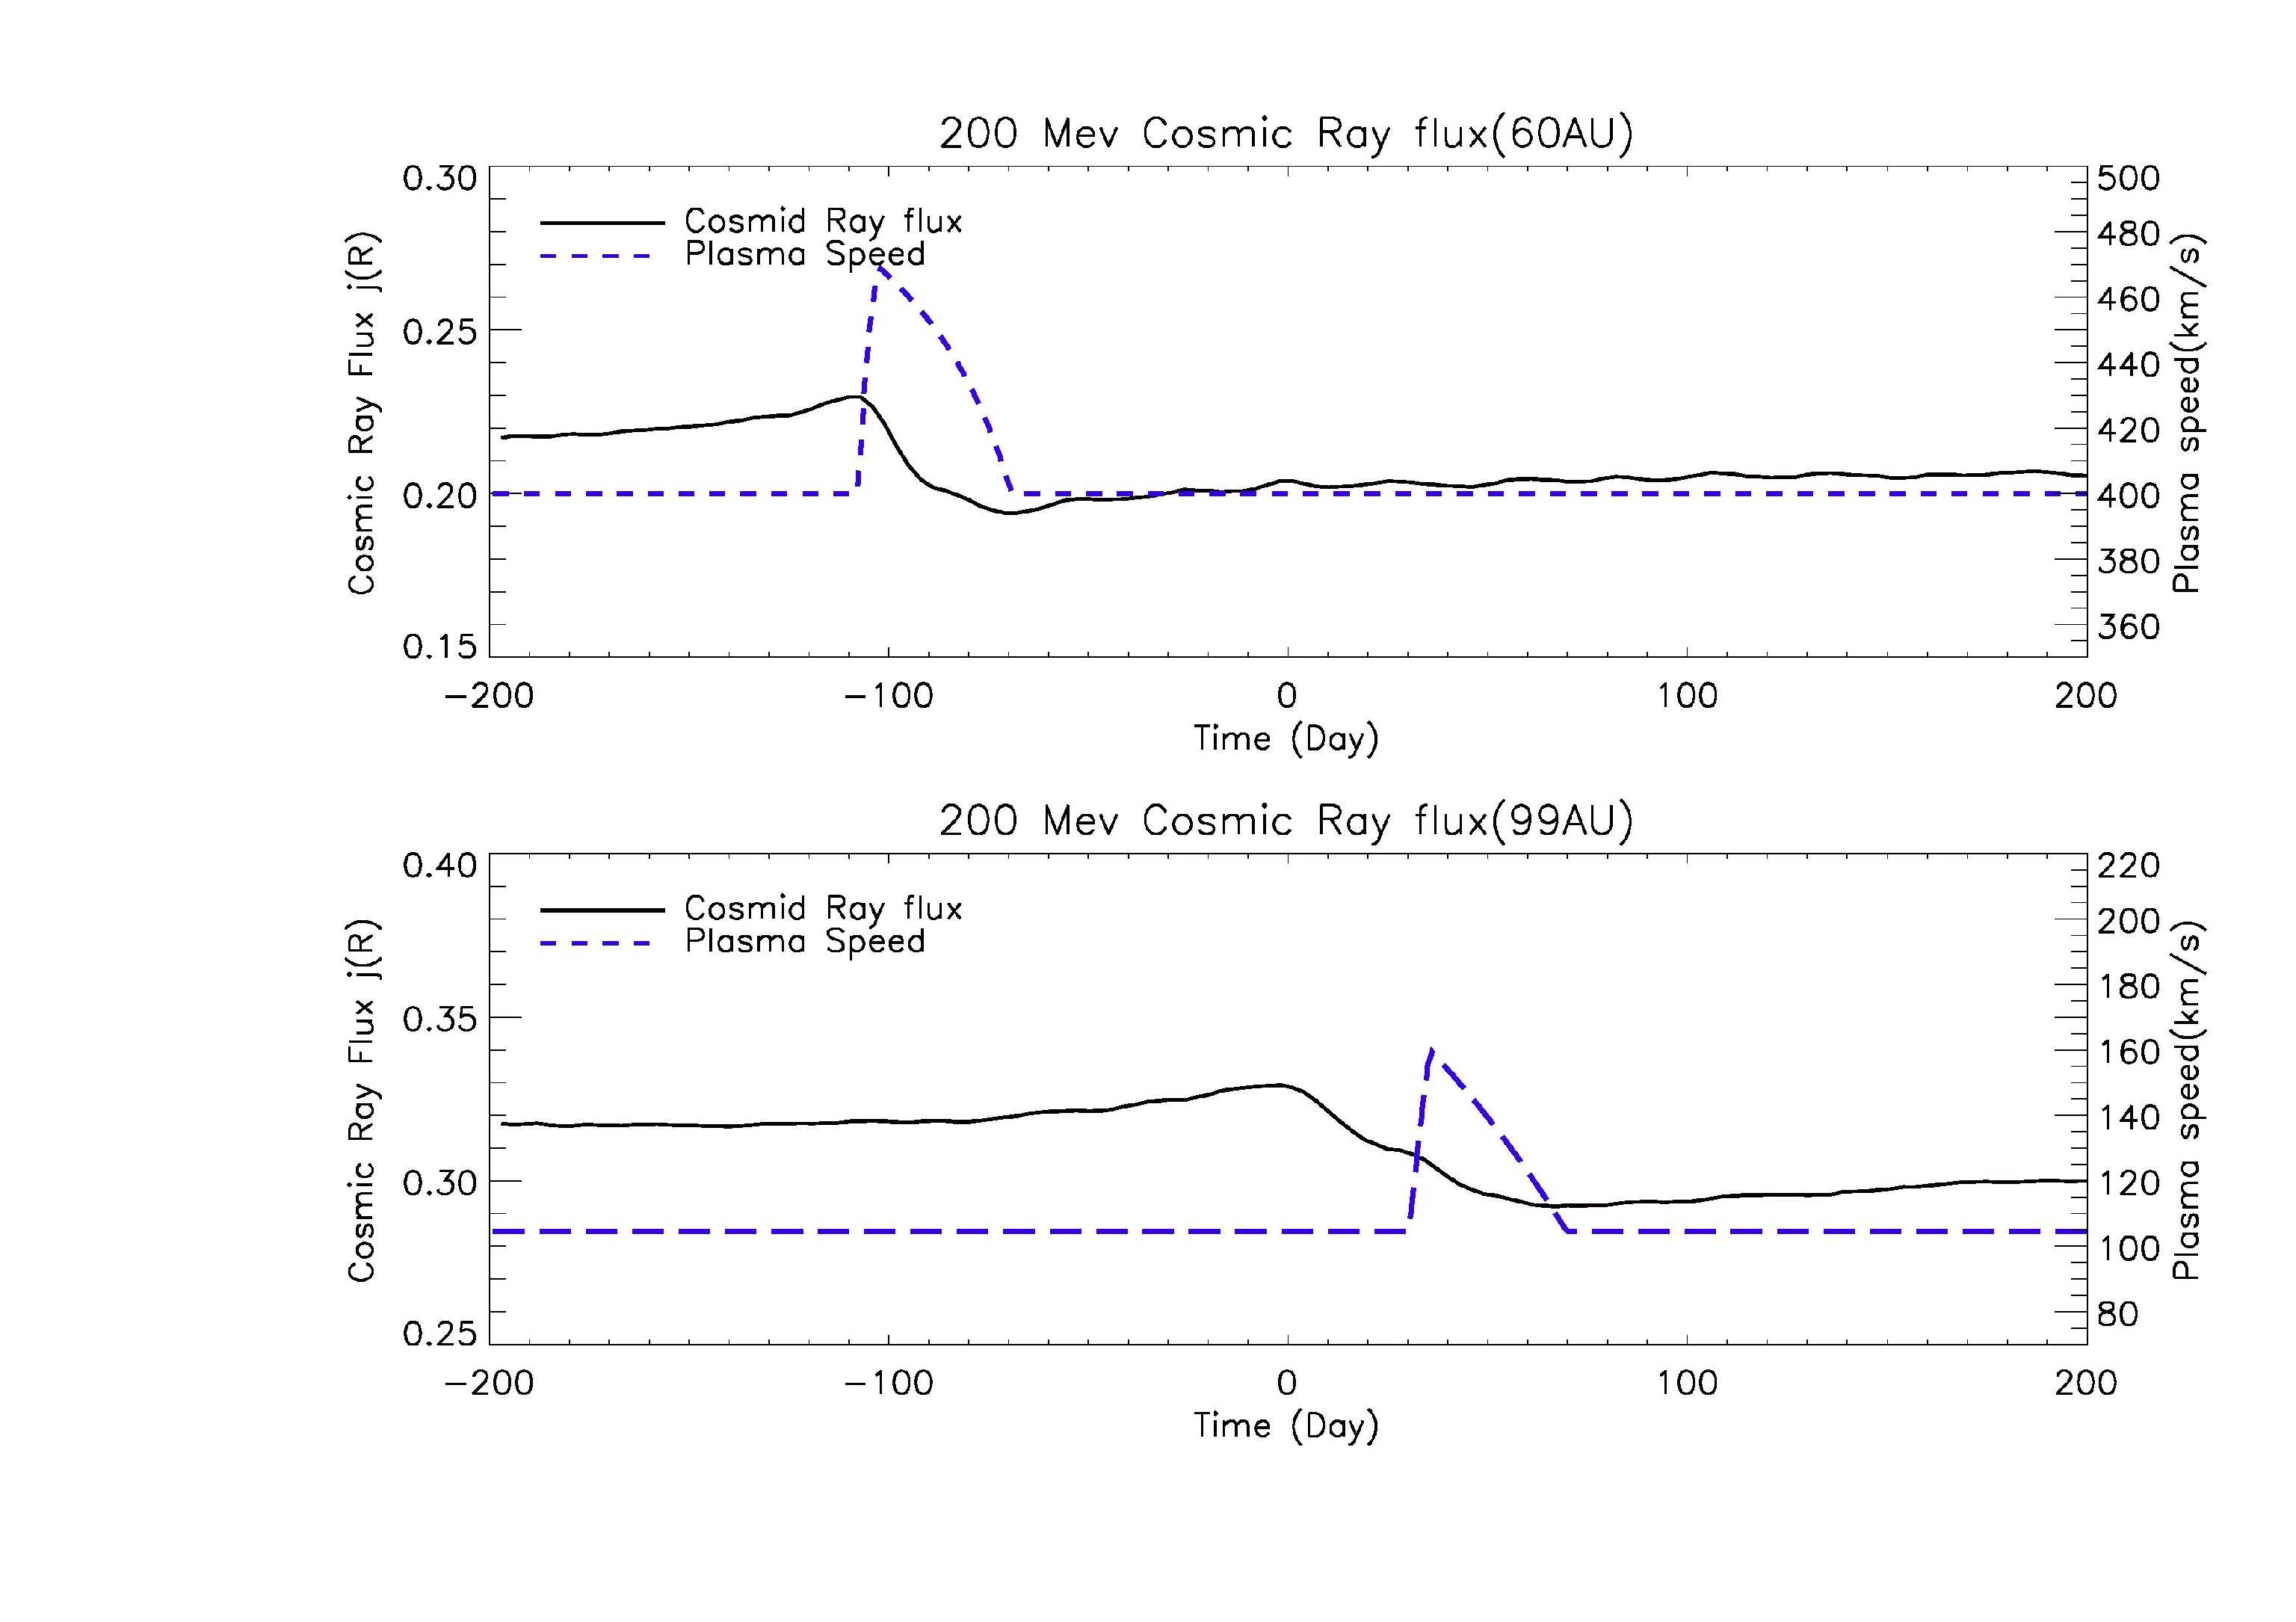 200 Mev Cosmic Ray flux(60AU)
Cosmid Ray flux
Plasma Speed
Cosmic Ray Flux j(R)
0.30
0.25
0.20
0.15
500
480
460
440
420
400
380
360
Plasma speed(km/s)
-200 -100 0 100 200
Time (Day)
200 Mev Cosmic Ray flux(99AU)
Cosmid Ray flux
Plasma Speed
Cosmic Ray Flux j(R)
0.40
0.35
0.30
0.25
220
200
180
160
140
120
100
80
Plasma speed(km/s)
-200 -100 0 100 200
Time (Day)